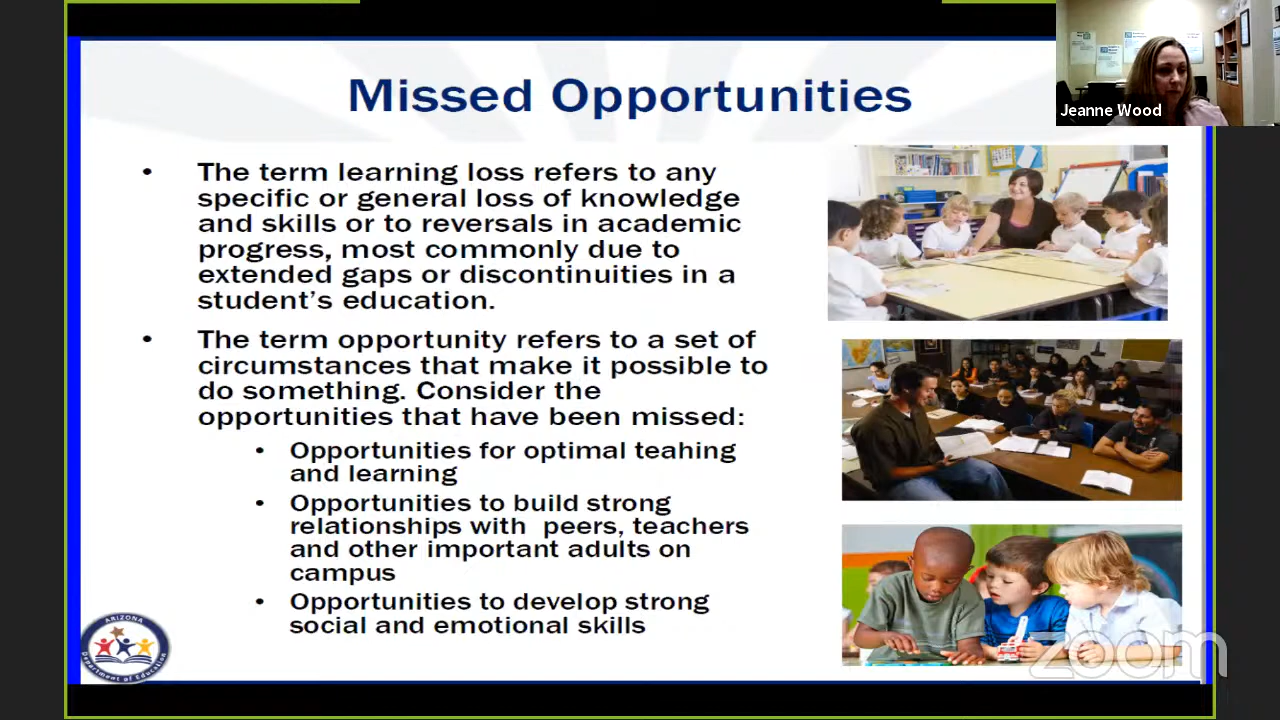 Missed Opportunities
Jeanne Wood
• The term learning loss refers to any
specific or general loss of knowledge
and skills or to reversals in academic
progress, most commonly due to
extended gaps or discontinuities in a
student's education.
• The term opportunity refers to a set of
circumstances that make it possible to
do something. Consider the
opportunities that have been missed:
• Opportunities for optimal teahing
and learning
• Opportunities to build strong
relationships with peers, teachers
and other important adults on
campus
• Opportunities to develop strong
social and emotional skills
ARIZONA
Department of Education
zoom